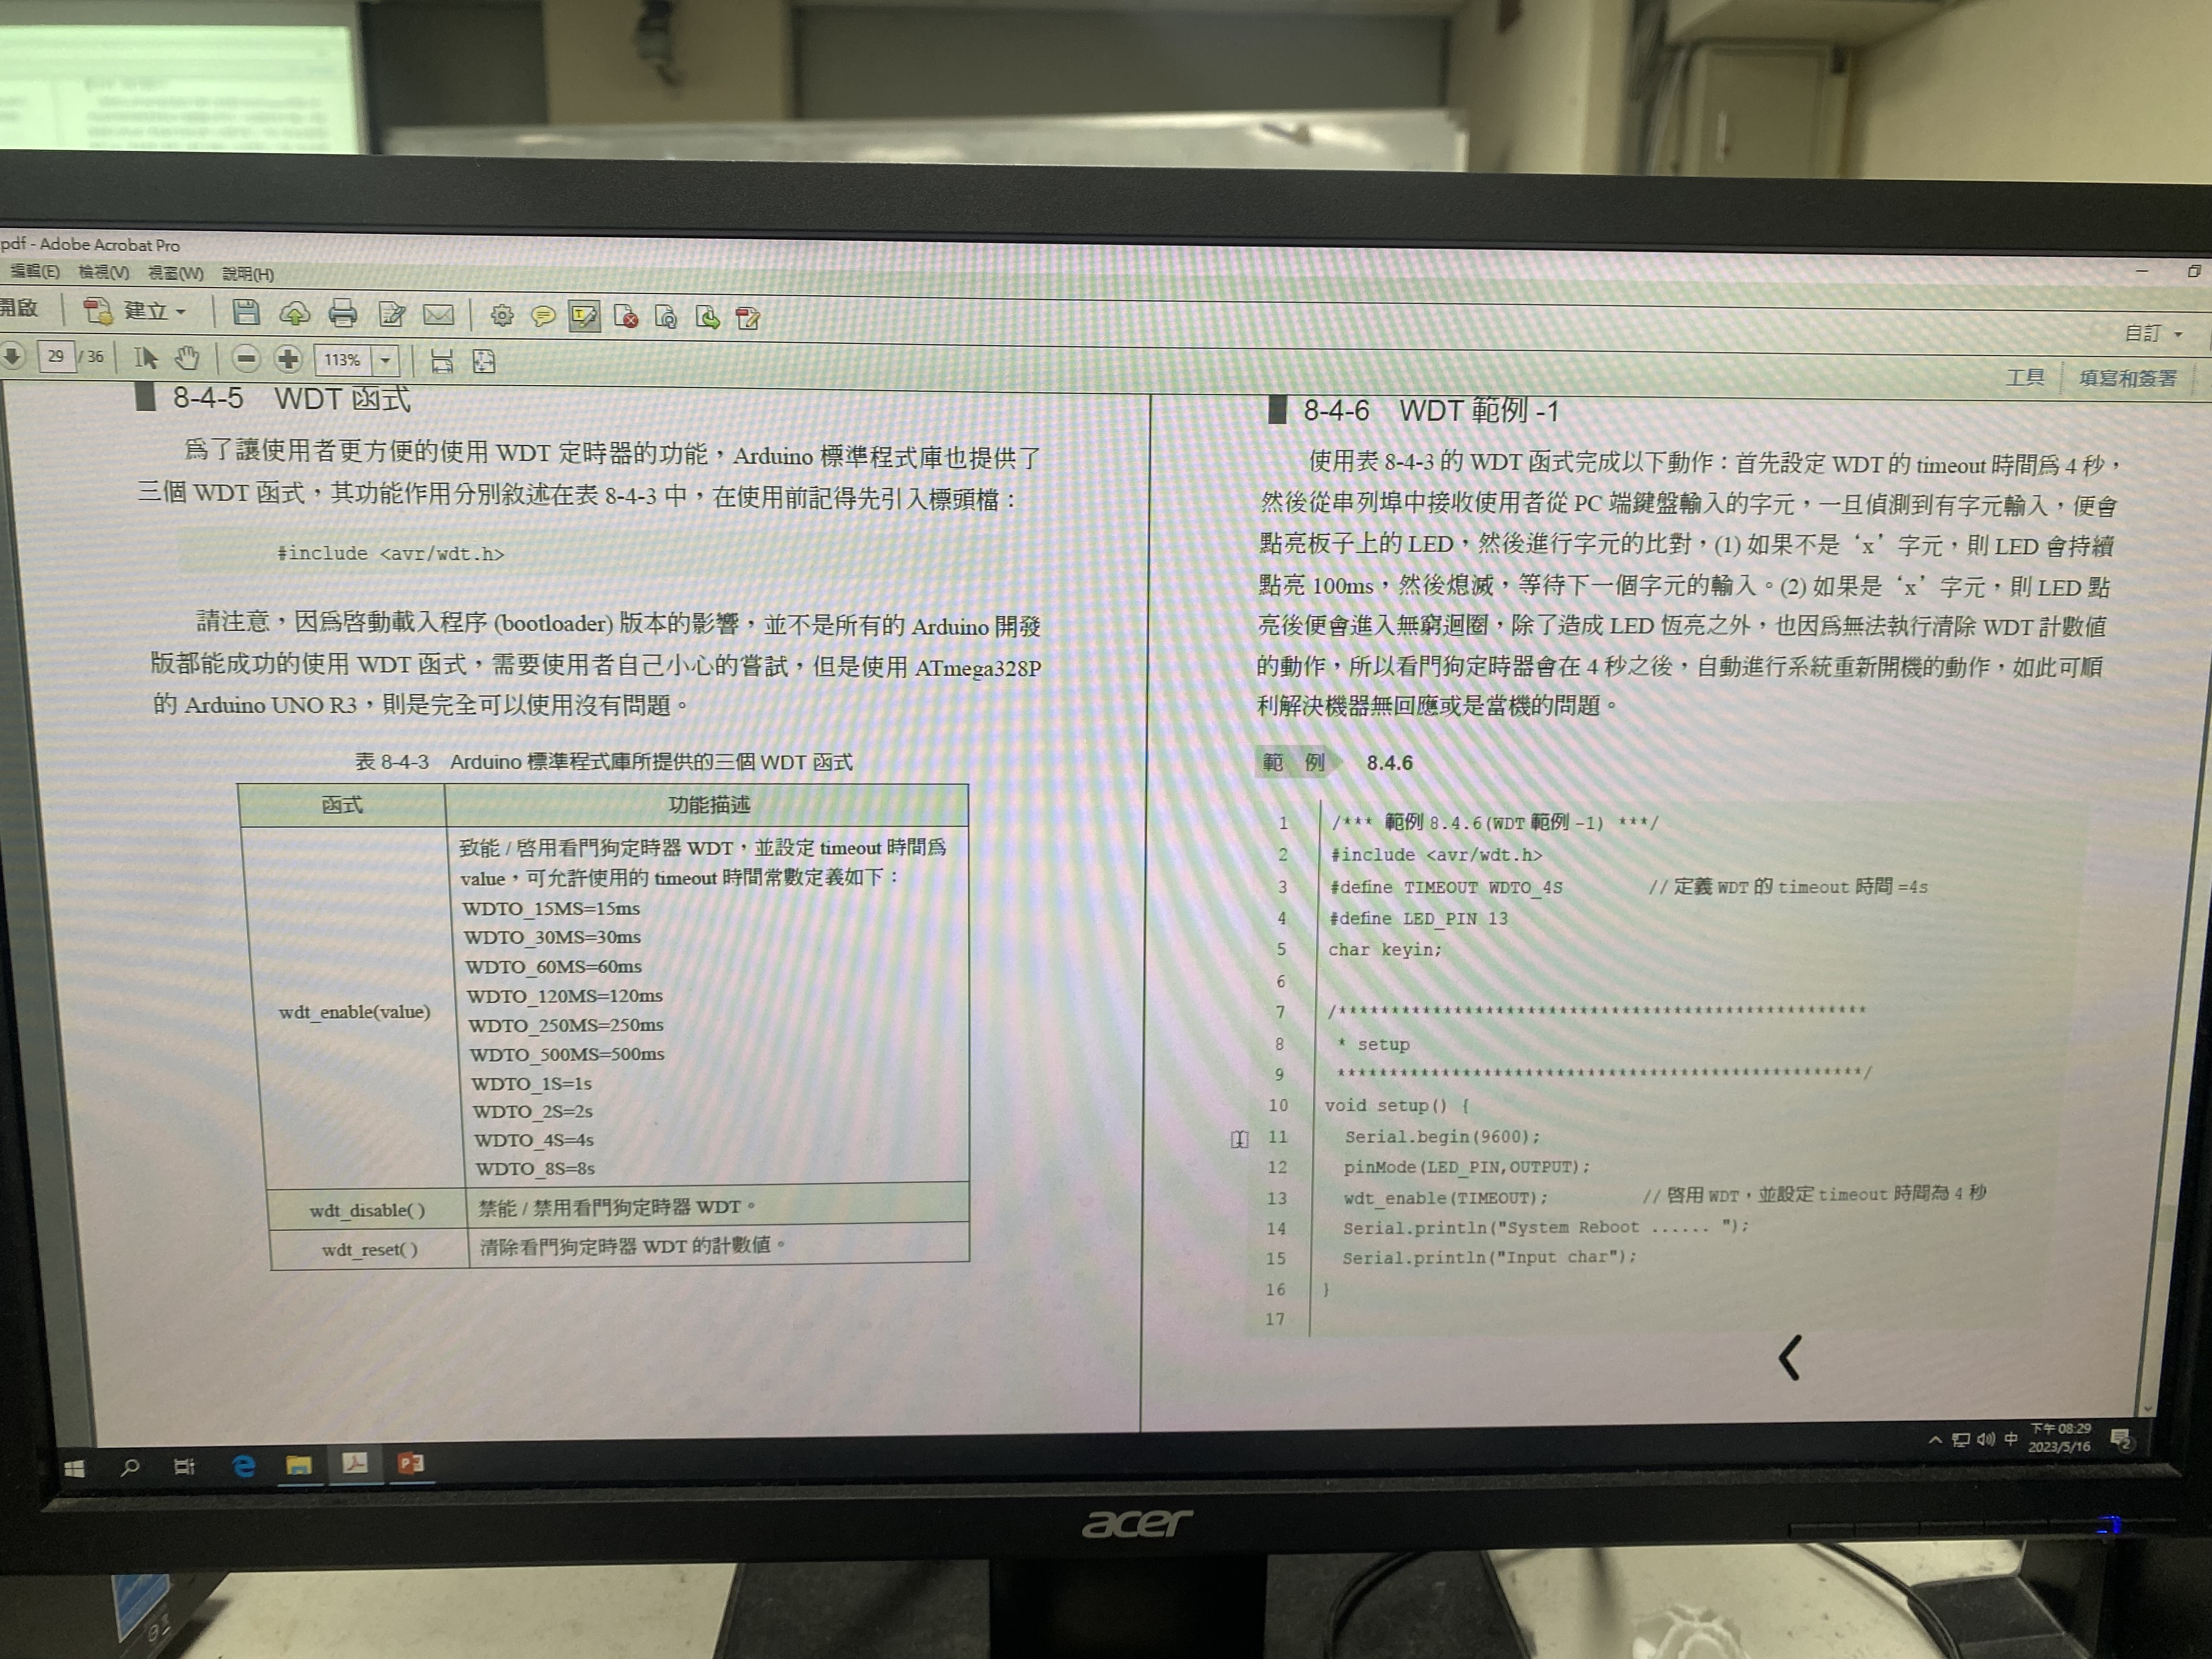 pdf - Adobe Acrobat Pro
編輯(E) 檢視(V) 視窗(W) 說明(H)
開啟 建立
自訂
29 / 36 113%
工具 填寫和簽署
8-4-5 WDT 函式
為了讓使用者更方便的使用 WDT 定時器的功能，Arduino 標準程式庫也提供了
三個 WDT 函式，其功能作用分別敘述在表 8-4-3 中，在使用前記得先引入標頭檔：
#include <avr/wdt.h>
請注意，因為啓動載入程序 (bootloader) 版本的影響，並不是所有的 Arduino 開發
版都能成功的使用 WDT 函式，需要使用者自己小心的嘗試，但是使用 ATmega328P
的 Arduino UNO R3，則是完全可以使用沒有問題。
表 8-4-3 Arduino 標準程式庫所提供的三個 WDT 函式
函式 功能描述
wdt_enable(value)
致能 / 啓用看門狗定時器 WDT，並設定 timeout 時間為
value，可允許使用的 timeout 時間常數定義如下：
WDTO_15MS=15ms
WDTO_30MS=30ms
WDTO_60MS=60ms
WDTO_120MS=120ms
WDTO_250MS=250ms
WDTO_500MS=500ms
WDTO_1S=1s
WDTO_2S=2s
WDTO_4S=4s
WDTO_8S=8s
wdt_disable( ) 禁能 / 禁用看門狗定時器 WDT。
wdt_reset( ) 清除看門狗定時器 WDT 的計數值。
8-4-6 WDT 範例 -1
使用表 8-4-3 的 WDT 函式完成以下動作：首先設定 WDT 的 timeout 時間為 4 秒，
然後從串列埠中接收使用者從 PC 端鍵盤輸入的字元，一旦偵測到有字元輸入，便會
點亮板子上的 LED，然後進行字元的比對，(1) 如果不是‘x’字元，則 LED 會持續
點亮 100ms，然後熄滅，等待下一個字元的輸入。(2) 如果是‘x’字元，則 LED 點
亮後便會進入無窮迴圈，除了造成 LED 恆亮之外，也因為無法執行清除 WDT 計數值
的動作，所以看門狗定時器會在 4 秒之後，自動進行系統重新開機的動作，如此可順
利解決機器無回應或是當機的問題。
範 例 8.4.6
1 /*** 範例 8.4.6(WDT 範例 -1) ***/
2 #include <avr/wdt.h>
3 #define TIMEOUT WDTO_4S // 定義 WDT 的 timeout 時間 =4s
4 #define LED_PIN 13
5 char keyin;
6
7 /***************************************************
8 * setup
9 ***************************************************/
10 void setup() {
11 Serial.begin(9600);
12 pinMode(LED_PIN,OUTPUT);
13 wdt_enable(TIMEOUT); // 啓用 WDT，並設定 timeout 時間為 4 秒
14 Serial.println("System Reboot ...... ");
15 Serial.println("Input char");
16 }
17
中 下午 08:29
2023/5/16
2
acer